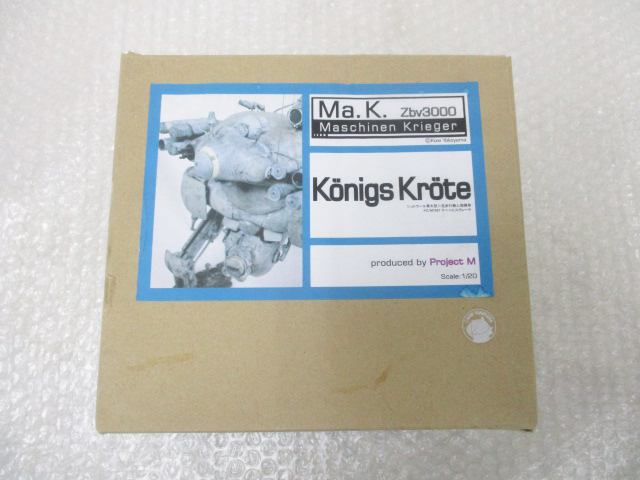 Ma.K. Zbv3000
Maschinen Krieger
©Kow Yokoyama
Königs Kröte
produced by Project M
Scale:1/20